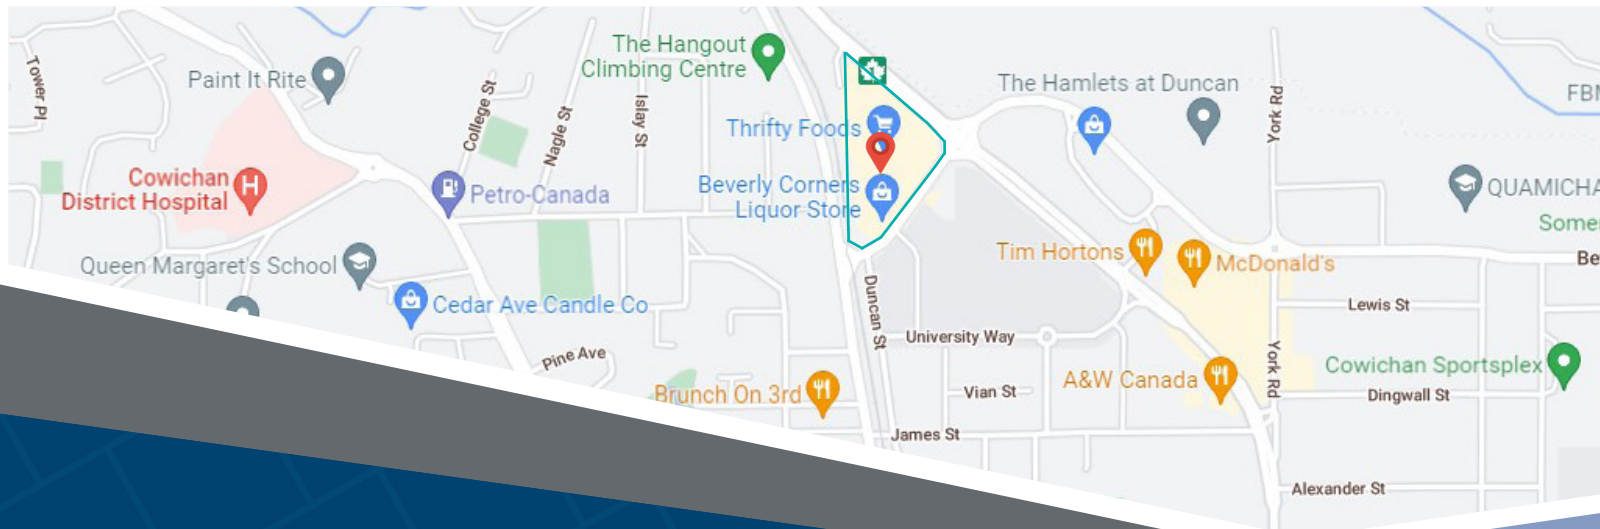 The Hangout
Climbing Centre
Tower Pl
Paint It Rite
College St
Nagle St
Islay St
1
Thrifty Foods
The Hamlets at Duncan
York Rd
Cowichan
District Hospital
H
Petro-Canada
Beverly Corners
Liquor Store
QUAMICHA
Somer
Tim Hortons
McDonald's
Be
Queen Margaret's School
Cedar Ave Candle Co
Duncan St
Lewis St
University Way
Pine Ave
York Rd
Cowichan Sportsplex
Brunch On 3rd
Vian St
A&W Canada
Dingwall St
James St
Alexander St